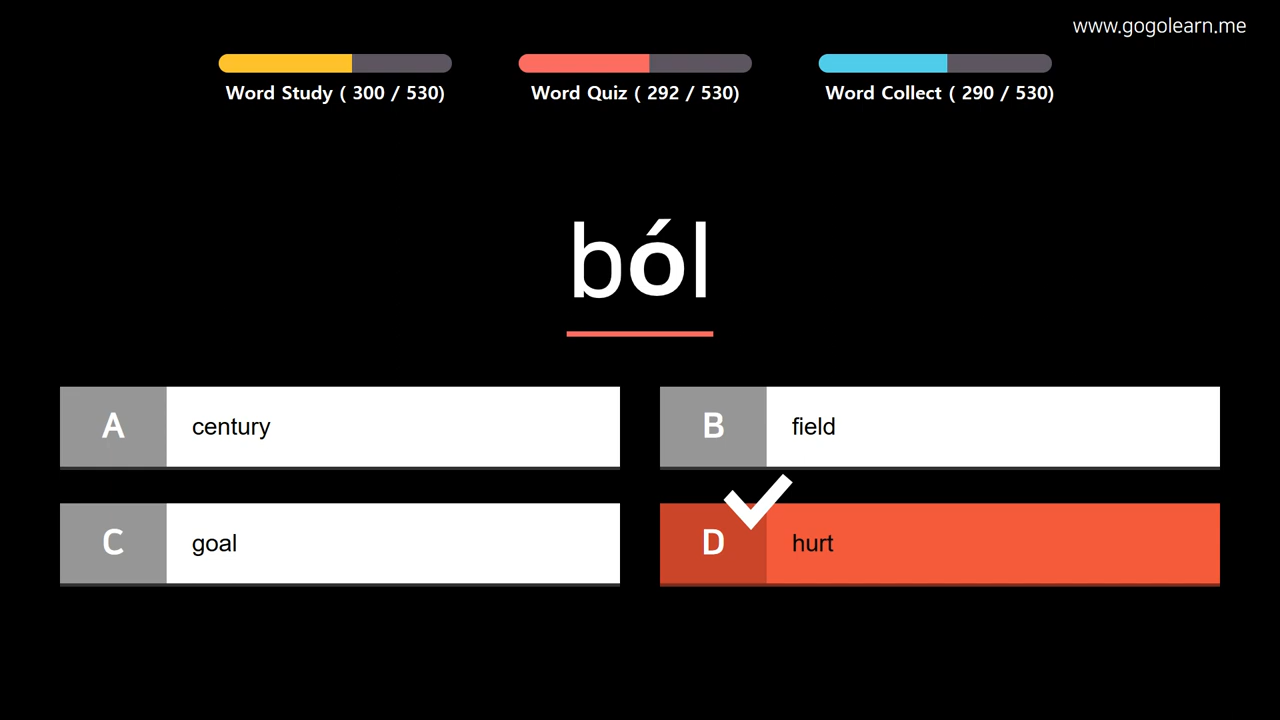 www.gogolearn.me
Word Study ( 300 / 530)
Word Quiz ( 292 / 530)
Word Collect ( 290 / 530)
ból
A century
B field
C goal
D hurt